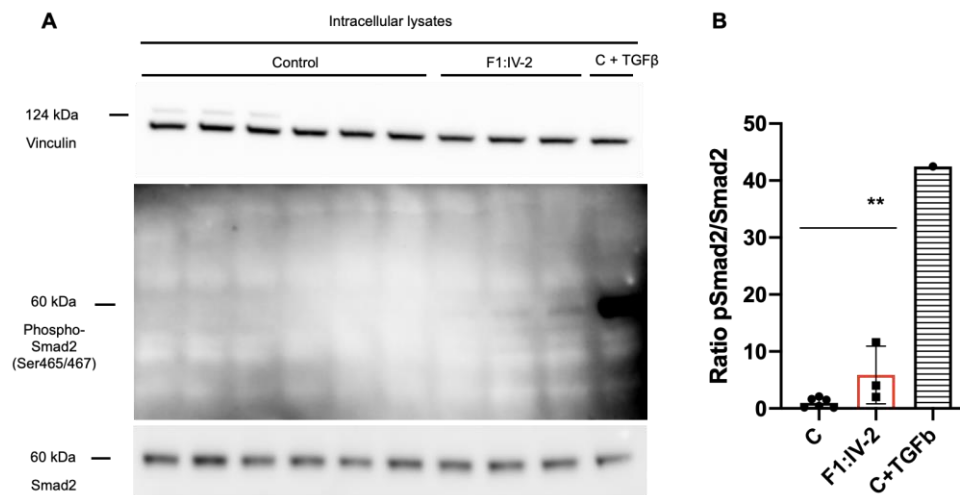 A
Intracellular lysates
Control
F1:IV-2
C + TGFβ
124 kDa
Vinculin
60 kDa
Phospho-
Smad2
(Ser465/467)
60 kDa
Smad2
B
Ratio pSmad2/Smad2
50
40
30
20
10
0
**
C
F1:IV-2
C+TGFb